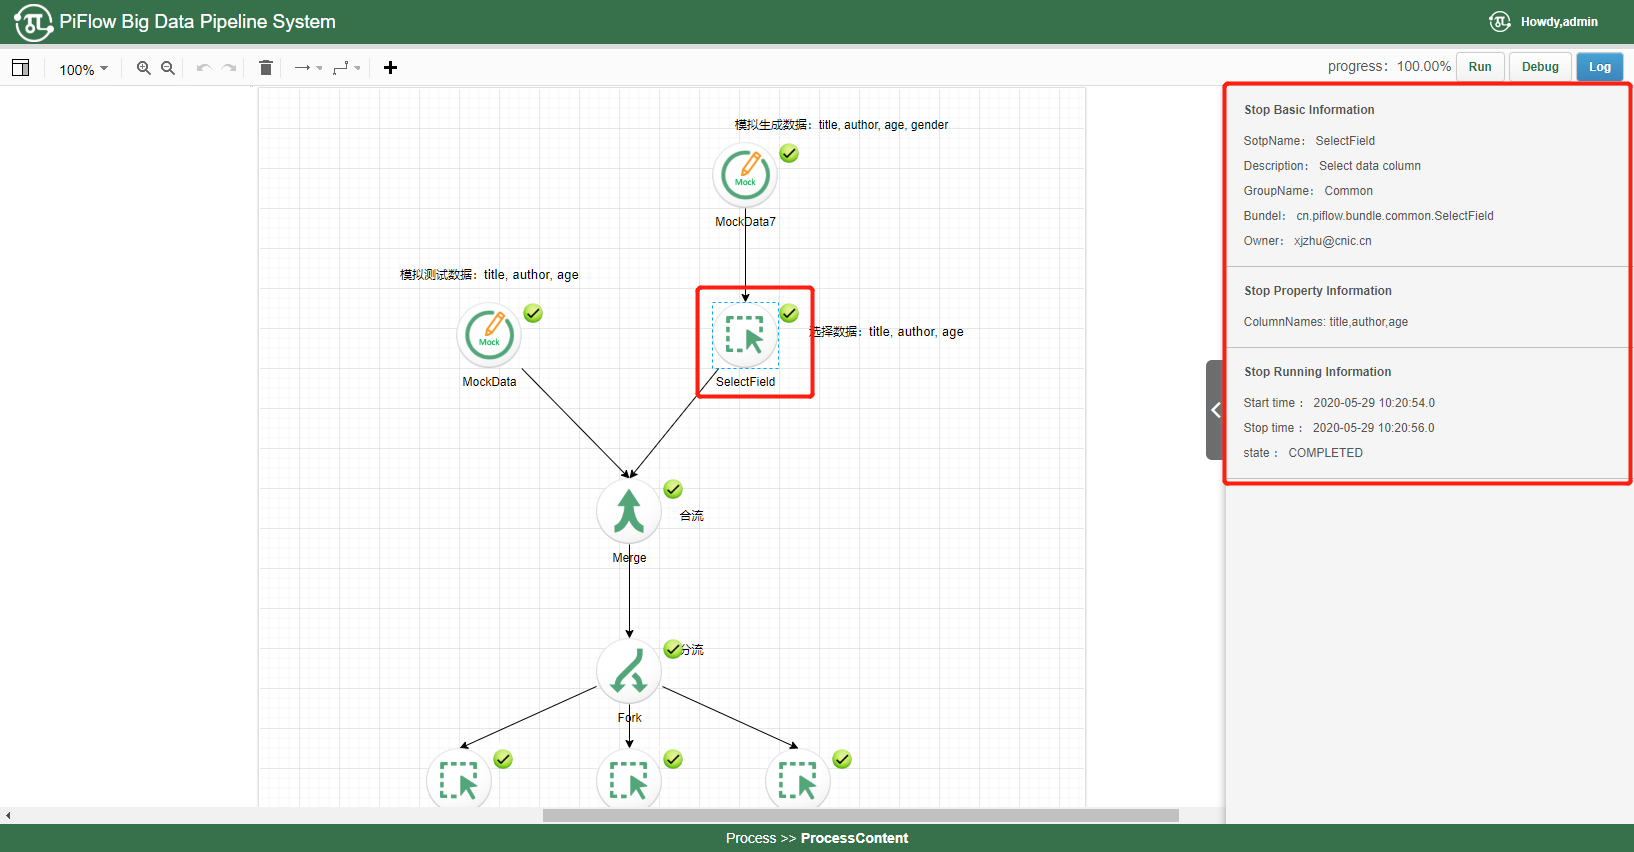 PiFlow Big Data Pipeline System
Howdy,admin
100%
progress: 100.00%
Run
Debug
Log
模拟生成数据: title, author, age, gender
Mock
MockData7
模拟测试数据: title, author, age
Mock
MockData
选择数据: title, author, age
SelectField
合流
Merge
分流
Fork
Stop Basic Information
SotpName: SelectField
Description: Select data column
GroupName: Common
Bundel: cn.piflow.bundle.common.SelectField
Owner: xjzhu@cnic.cn
Stop Property Information
ColumnNames: title,author,age
Stop Running Information
Start time : 2020-05-29 10:20:54.0
Stop time : 2020-05-29 10:20:56.0
state : COMPLETED
Process >> ProcessContent